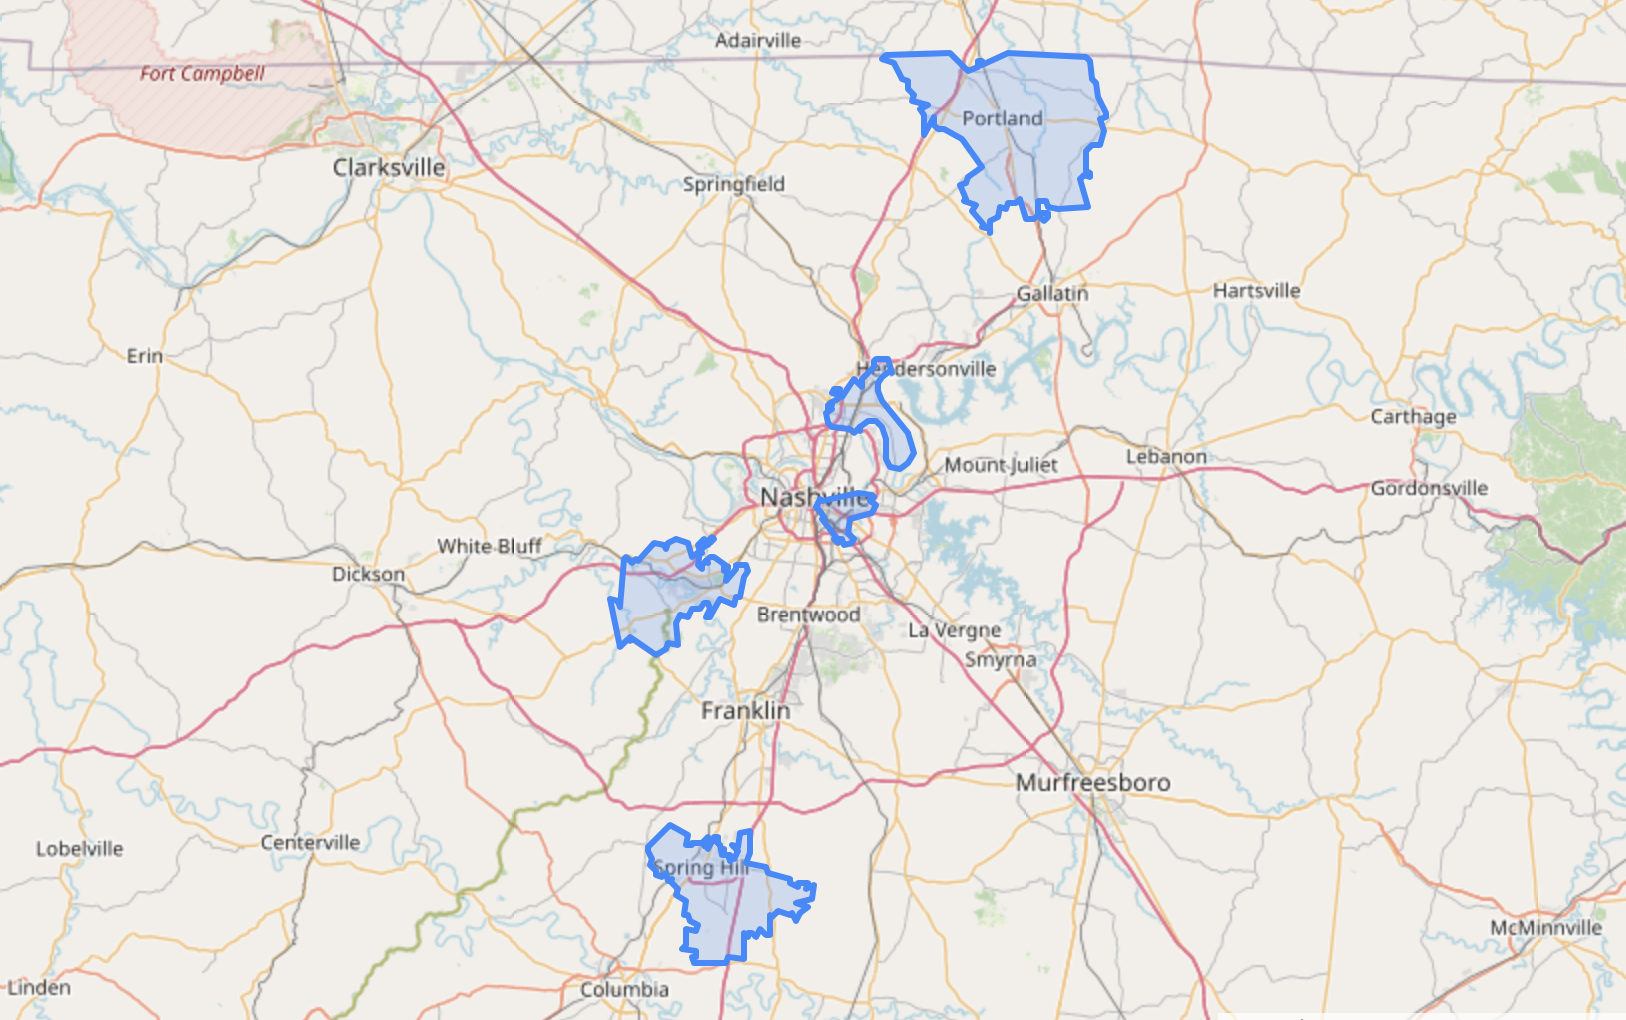 Adairville
Fort Campbell
Portland
Clarksville
Springfield
Gallatin
Hartsville
Erin
Hendersonville
Carthage
Mount Juliet
Lebanon
Nashville
Gordonsville
White Bluff
Dickson
Brentwood
La Vergne
Smyrna
Franklin
Murfreesboro
Lobelville
Centerville
Spring Hill
McMinnville
Linden
Columbia